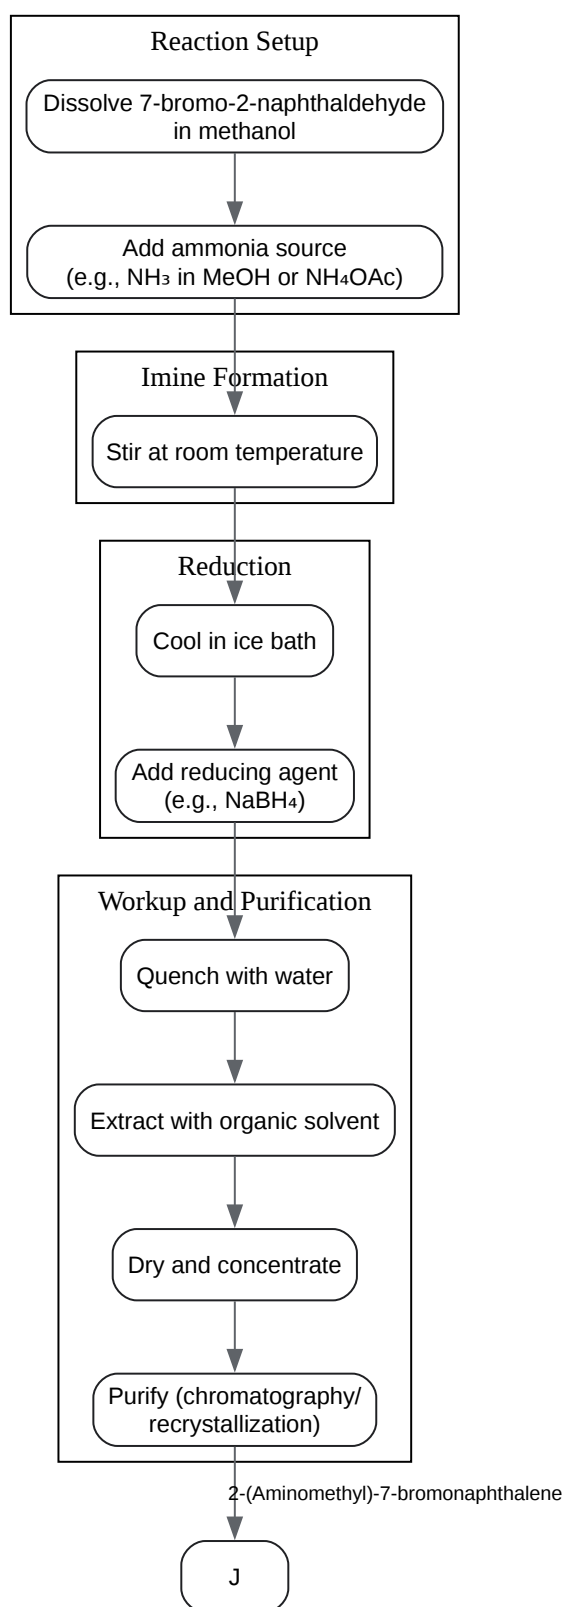 Reaction Setup
Dissolve 7-bromo-2-naphthaldehyde
in methanol
Add ammonia source
(e.g., NH₃ in MeOH or NH₄OAc)
Imine Formation
Stir at room temperature
Reduction
Cool in ice bath
Add reducing agent
(e.g., NaBH₄)
Workup and Purification
Quench with water
Extract with organic solvent
Dry and concentrate
Purify (chromatography/
recrystallization)
2-(Aminomethyl)-7-bromonaphthalene
J